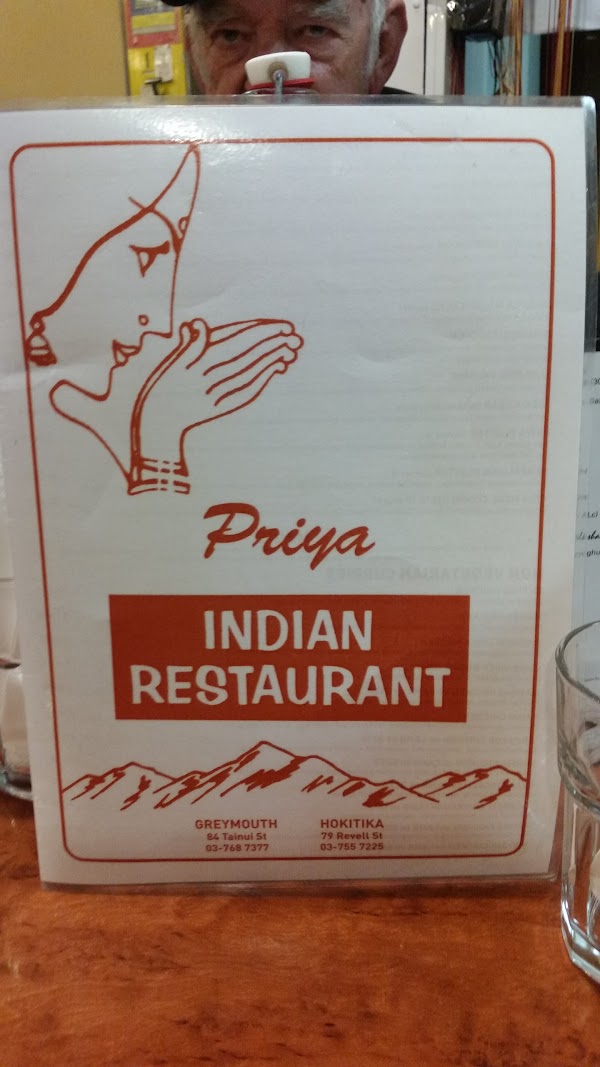 Priya
INDIAN
RESTAURANT
GREYMOUTH
84 Tainui St
03-768 7377
HOKITIKA
79 Revell St
03-755 7225